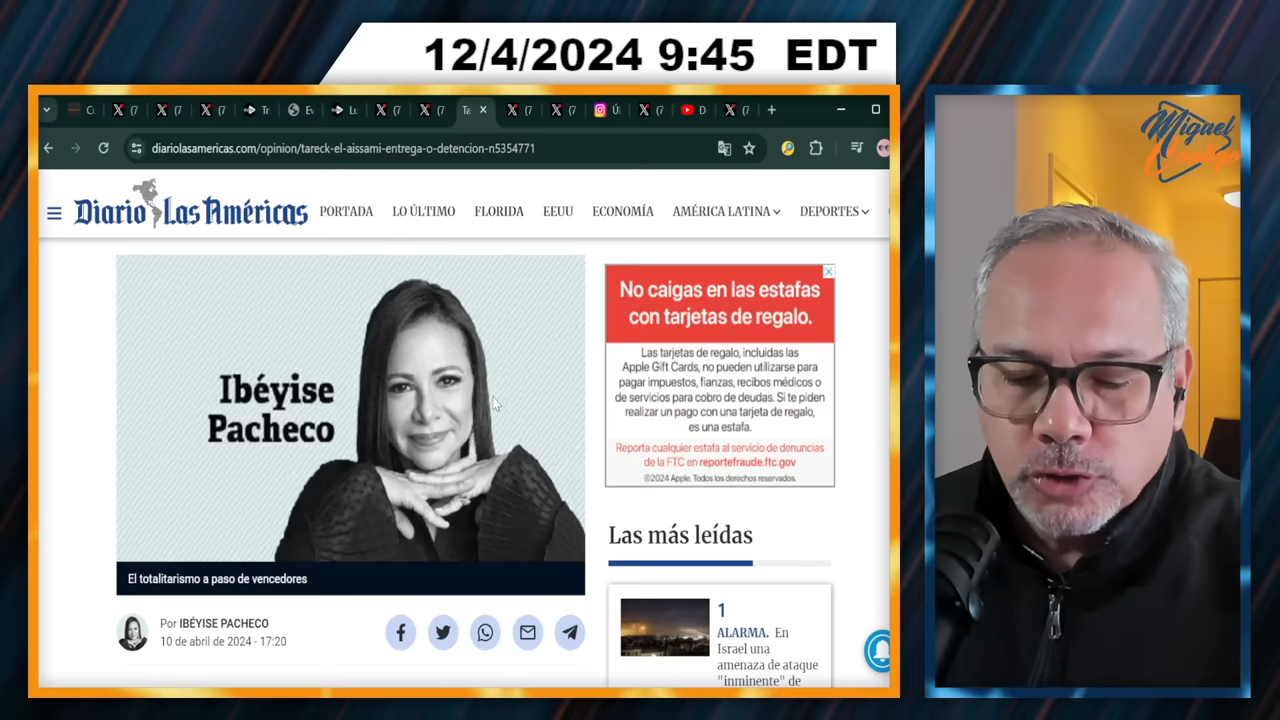 12/4/2024 9:45 EDT
diariolasamericas.com/opinion/tareck-el-aissami-entrega-o-detencion-n5354771
Diario Las Américas
PORTADA LO ÚLTIMO FLORIDA EEUU ECONOMÍA AMÉRICA LATINA DEPORTES
Ibéyise
Pacheco
El totalitarismo a paso de vencedores
Por IBÉYISE PACHECO
10 de abril de 2024 - 17:20
No caigas en las estafas
con tarjetas de regalo.
Las tarjetas de regalo, incluidas las
Apple Gift Cards, no pueden utilizarse para
pagar impuestos, fianzas, recibos médicos o
de servicios para cobro de deudas. Si te piden
realizar un pago con una tarjeta de regalo,
es una estafa.
Reporta cualquier estafa al servicio de denuncias
de la FTC en reportefraude.ftc.gov
©2024 Apple. Todos los derechos reservados.
Las más leídas
1
ALARMA. En
Israel una
amenaza de ataque
"inminente" de
Miguel